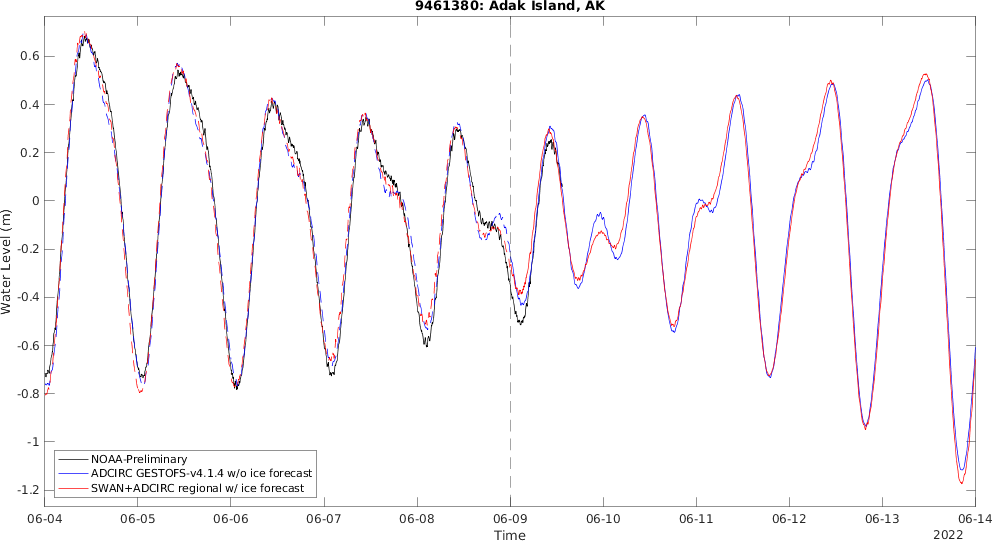 9461380: Adak Island, AK
Water Level (m)
0.6
0.4
0.2
0
-0.2
-0.4
-0.6
-0.8
-1
-1.2
NOAA-Preliminary
ADCIRC GESTOFS-v4.1.4 w/o ice forecast
SWAN+ADCIRC regional w/ ice forecast
06-04 06-05 06-06 06-07 06-08 06-09 06-10 06-11 06-12 06-13 06-14
Time
2022